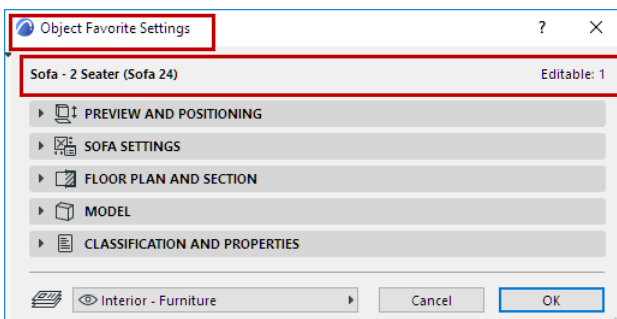 Object Favorite Settings ? ×
Sofa - 2 Seater (Sofa 24) Editable: 1
PREVIEW AND POSITIONING
SOFA SETTINGS
FLOOR PLAN AND SECTION
MODEL
CLASSIFICATION AND PROPERTIES
Interior - Furniture Cancel OK